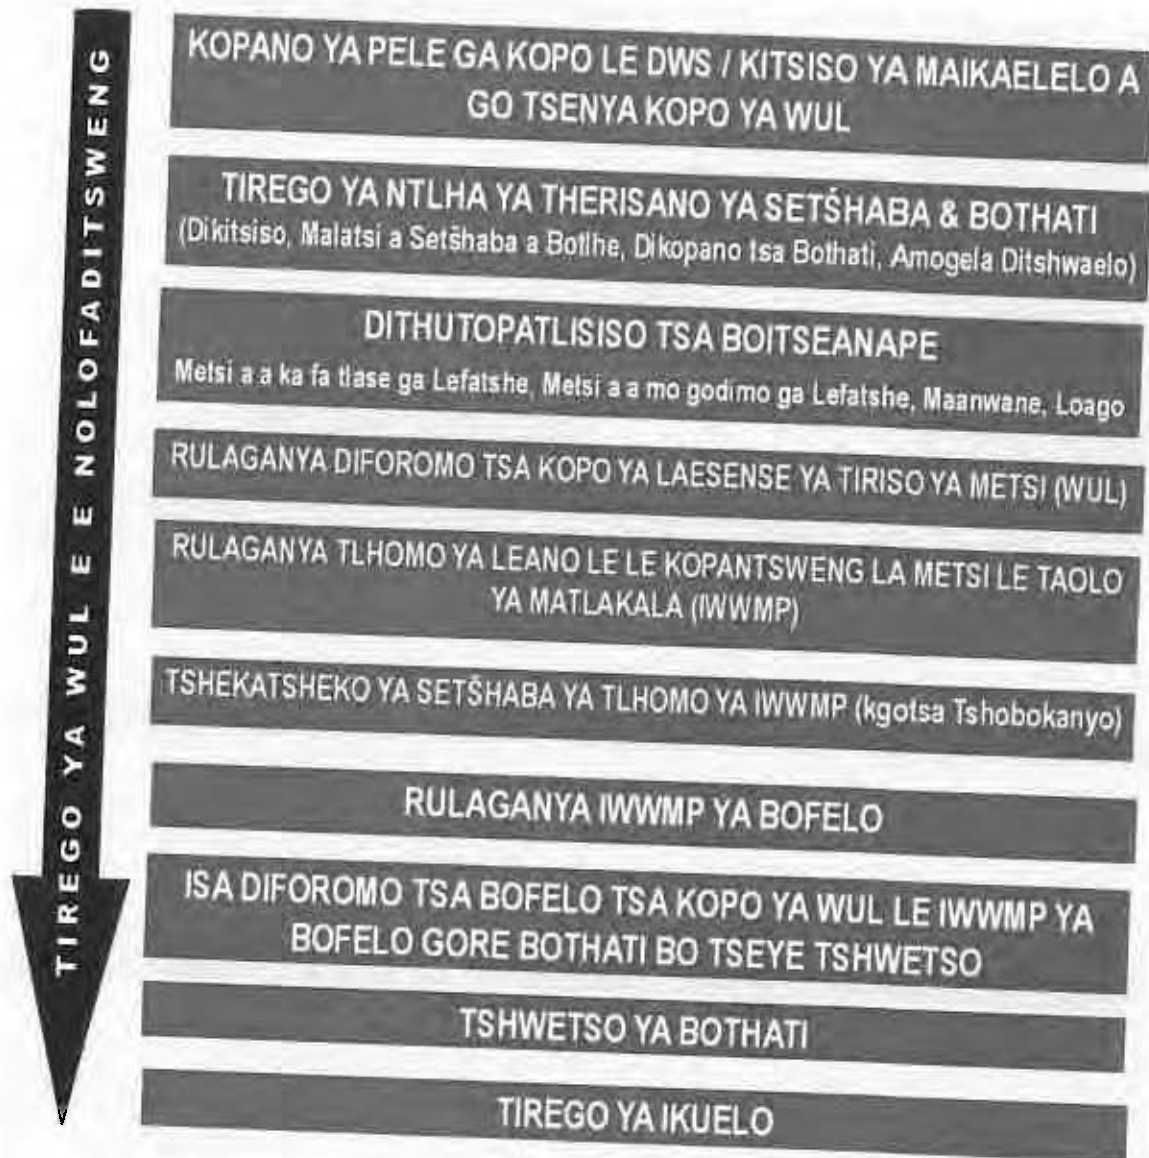 TIREGO YA WUL E E NOLOFADITSWENG
KOPANO YA PELE GA KOPO LE DWS / KITSISO YA MAIKAELELO A
GO TSENYA KOPO YA WUL
TIREGO YA NTLHA YA THERISANO YA SETŠHABA & BOTHATI
(Dikitsiso, Malatsi a Setšhaba a Botlhe, Dikopano tsa Bothati, Amogela Ditshwaelo)
DITHUTOPATLISISO TSA BOITSEANAPE
Metsi a a ka fa tlase ga Lefatshe, Metsi a a mo godimo ga Lefatshe, Maanwane, Loago
RULAGANYA DIFOROMO TSA KOPO YA LAESENSE YA TIRISO YA METSI (WUL)
RULAGANYA TLHOMO YA LEANO LE LE KOPANTSWENG LA METSI LE TAOLO
YA MATLAKALA (IWWMP)
TSHEKATSHEKO YA SETŠHABA YA TLHOMO YA IWWMP (kgotsa Tshobokanyo)
RULAGANYA IWWMP YA BOFELO
ISA DIFOROMO TSA BOFELO TSA KOPO YA WUL LE IWWMP YA
BOFELO GORE BOTHATI BO TSEYE TSHWETSO
TSHWETSO YA BOTHATI
TIREGO YA IKUELO